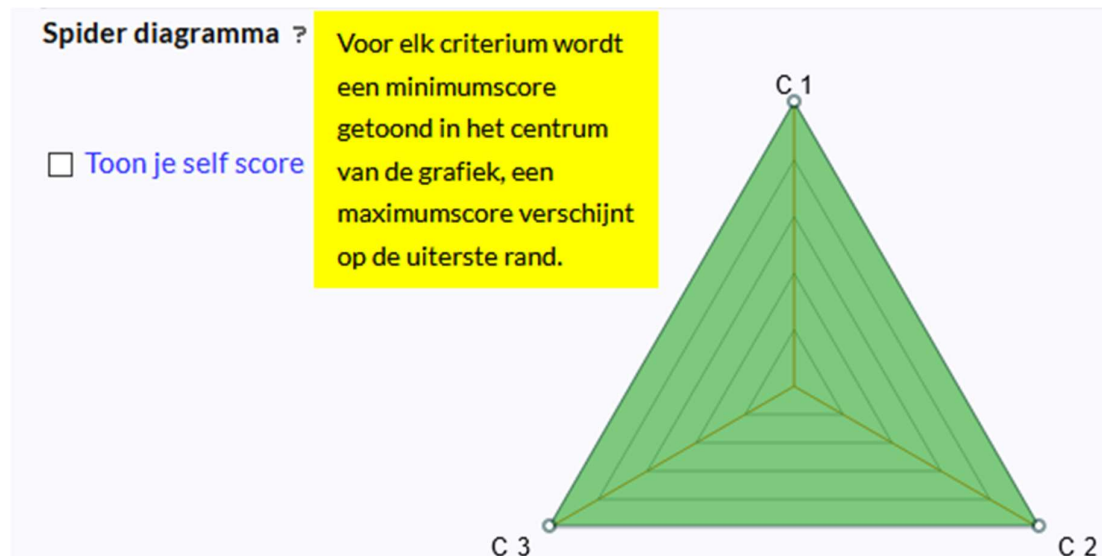 Spider diagramma ?
Voor elk criterium wordt
een minimumscore
getoond in het centrum
van de grafiek, een
maximumscore verschijnt
op de uiterste rand.
Toon je self score
C 1
C 3
C 2